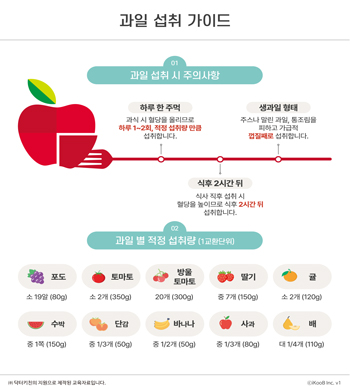 과일 섭취 가이드
01
과일 섭취 시 주의사항
하루 한 주먹
과식 시 혈당을 올리므로
하루 1~2회, 적정 섭취량 만큼
섭취합니다.
생과일 형태
주스나 말린 과일, 통조림을
피하고 가급적
껍질째로 섭취합니다.
식후 2시간 뒤
식사 직후 섭취 시
혈당을 높이므로 식후 2시간 뒤
섭취합니다.
02
과일 별 적정 섭취량 (1교환단위)
포도
소 19알 (80g)
토마토
소 2개 (350g)
방울
토마토
20개 (300g)
딸기
중 7개 (150g)
귤
소 2개 (120g)
수박
중 1쪽 (150g)
단감
중 1/3개 (50g)
바나나
중 1/2개 (50g)
사과
중 1/3개 (80g)
배
대 1/4개 (110g)
㈜ 닥터키친의 지원으로 제작된 교육자료입니다.